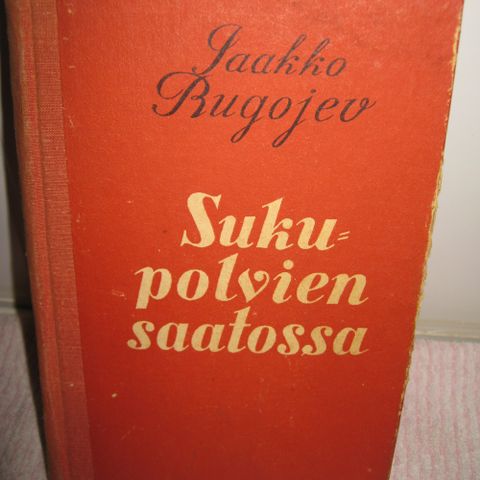 Jaakko
Rugojev
Suku-
polvien
saatossa